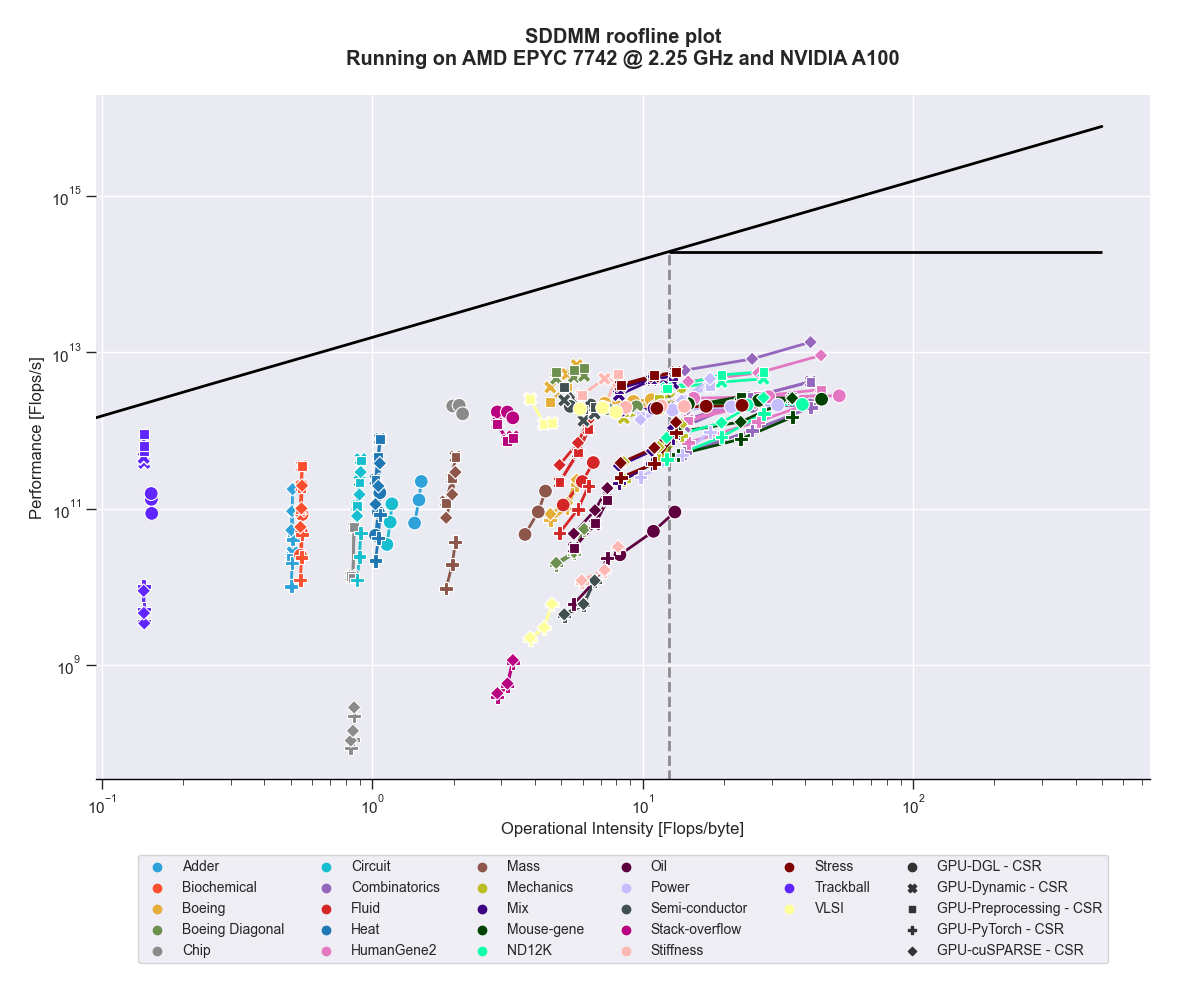 SDDMM roofline plot
Running on AMD EPYC 7742 @ 2.25 GHz and NVIDIA A100
Performance [Flops/s]
10^15
10^13
10^11
10^9
10^-1
10^0
10^1
10^2
Operational Intensity [Flops/byte]
Adder
Biochemical
Boeing
Boeing Diagonal
Chip
Circuit
Combinatorics
Fluid
Heat
HumanGene2
Mass
Mechanics
Mix
Mouse-gene
ND12K
Oil
Power
Semi-conductor
Stack-overflow
Stiffness
Stress
Trackball
VLSI
GPU-DGL - CSR
GPU-Dynamic - CSR
GPU-Preprocessing - CSR
GPU-PyTorch - CSR
GPU-cuSPARSE - CSR